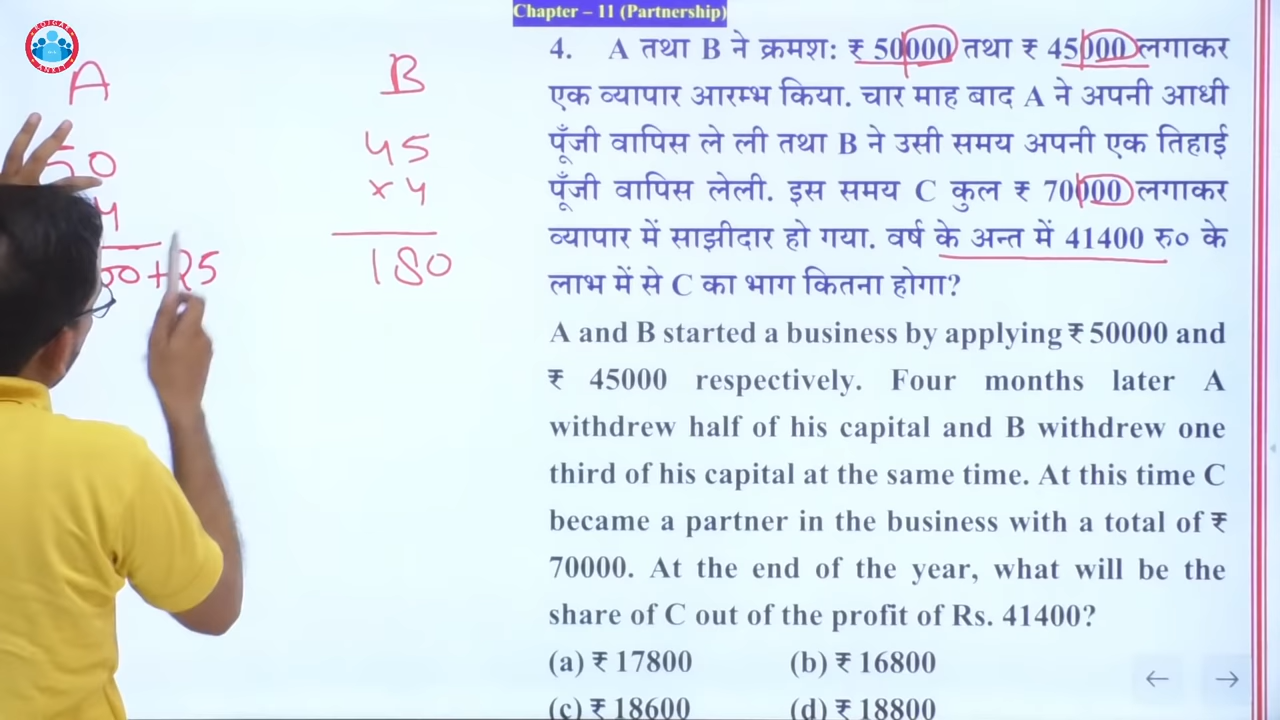 Chapter – 11 (Partnership)
ROJGAR
ANKIT
A
B
4. A तथा B ने क्रमश: ₹ 50000 तथा ₹ 45000 लगाकर
एक व्यापार आरम्भ किया. चार माह बाद A ने अपनी आधी
पूँजी वापिस ले ली तथा B ने उसी समय अपनी एक तिहाई
पूँजी वापिस लेली. इस समय C कुल ₹ 70000 लगाकर
व्यापार में साझीदार हो गया. वर्ष के अन्त में 41400 रु० के
लाभ में से C का भाग कितना होगा?
50
4
00+25
45
×4
180
A and B started a business by applying ₹ 50000 and
₹ 45000 respectively. Four months later A
withdrew half of his capital and B withdrew one
third of his capital at the same time. At this time C
became a partner in the business with a total of ₹
70000. At the end of the year, what will be the
share of C out of the profit of Rs. 41400?
(a) ₹ 17800 (b) ₹ 16800
(c) ₹ 18600 (d) ₹ 18800